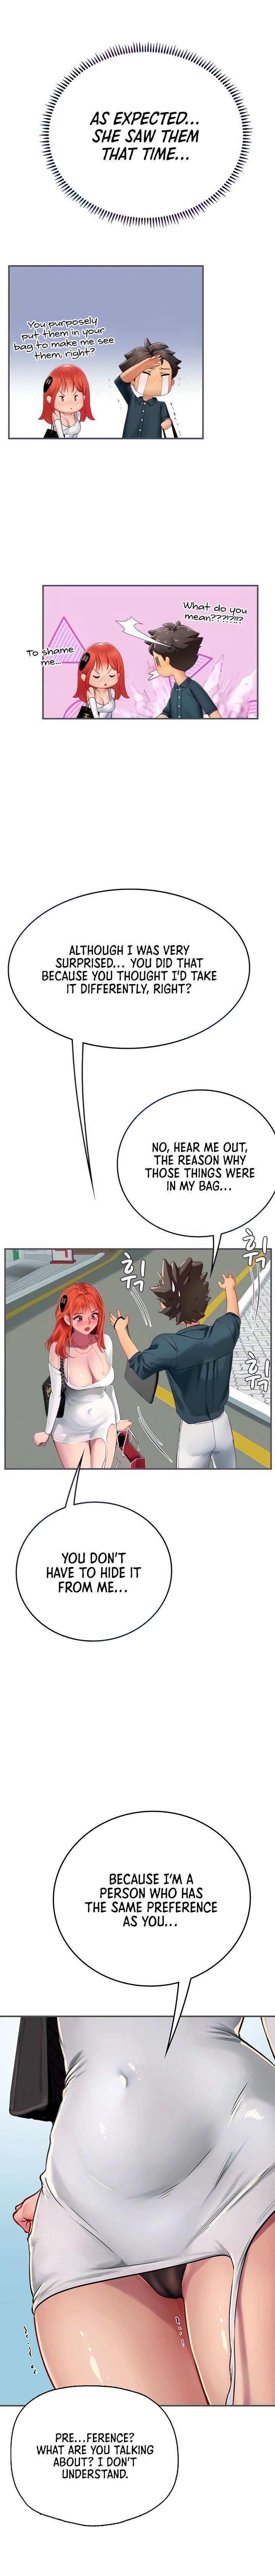 AS EXPECTED...
SHE SAW THEM
THAT TIME...
You purposely
put them in your
bag to make me see
them, right?
What do you
mean???!?!!?
To shame
me...
ALTHOUGH I WAS VERY
SURPRISED... YOU DID THAT
BECAUSE YOU THOUGHT I'D TAKE
IT DIFFERENTLY, RIGHT?
NO, HEAR ME OUT,
THE REASON WHY
THOSE THINGS WERE
IN MY BAG...
휙
휙
휙
YOU DON'T
HAVE TO HIDE IT
FROM ME...
BECAUSE I'M A
PERSON WHO HAS
THE SAME PREFERENCE
AS YOU...
PRE...FERENCE?
WHAT ARE YOU TALKING
ABOUT? I DON'T
UNDERSTAND.